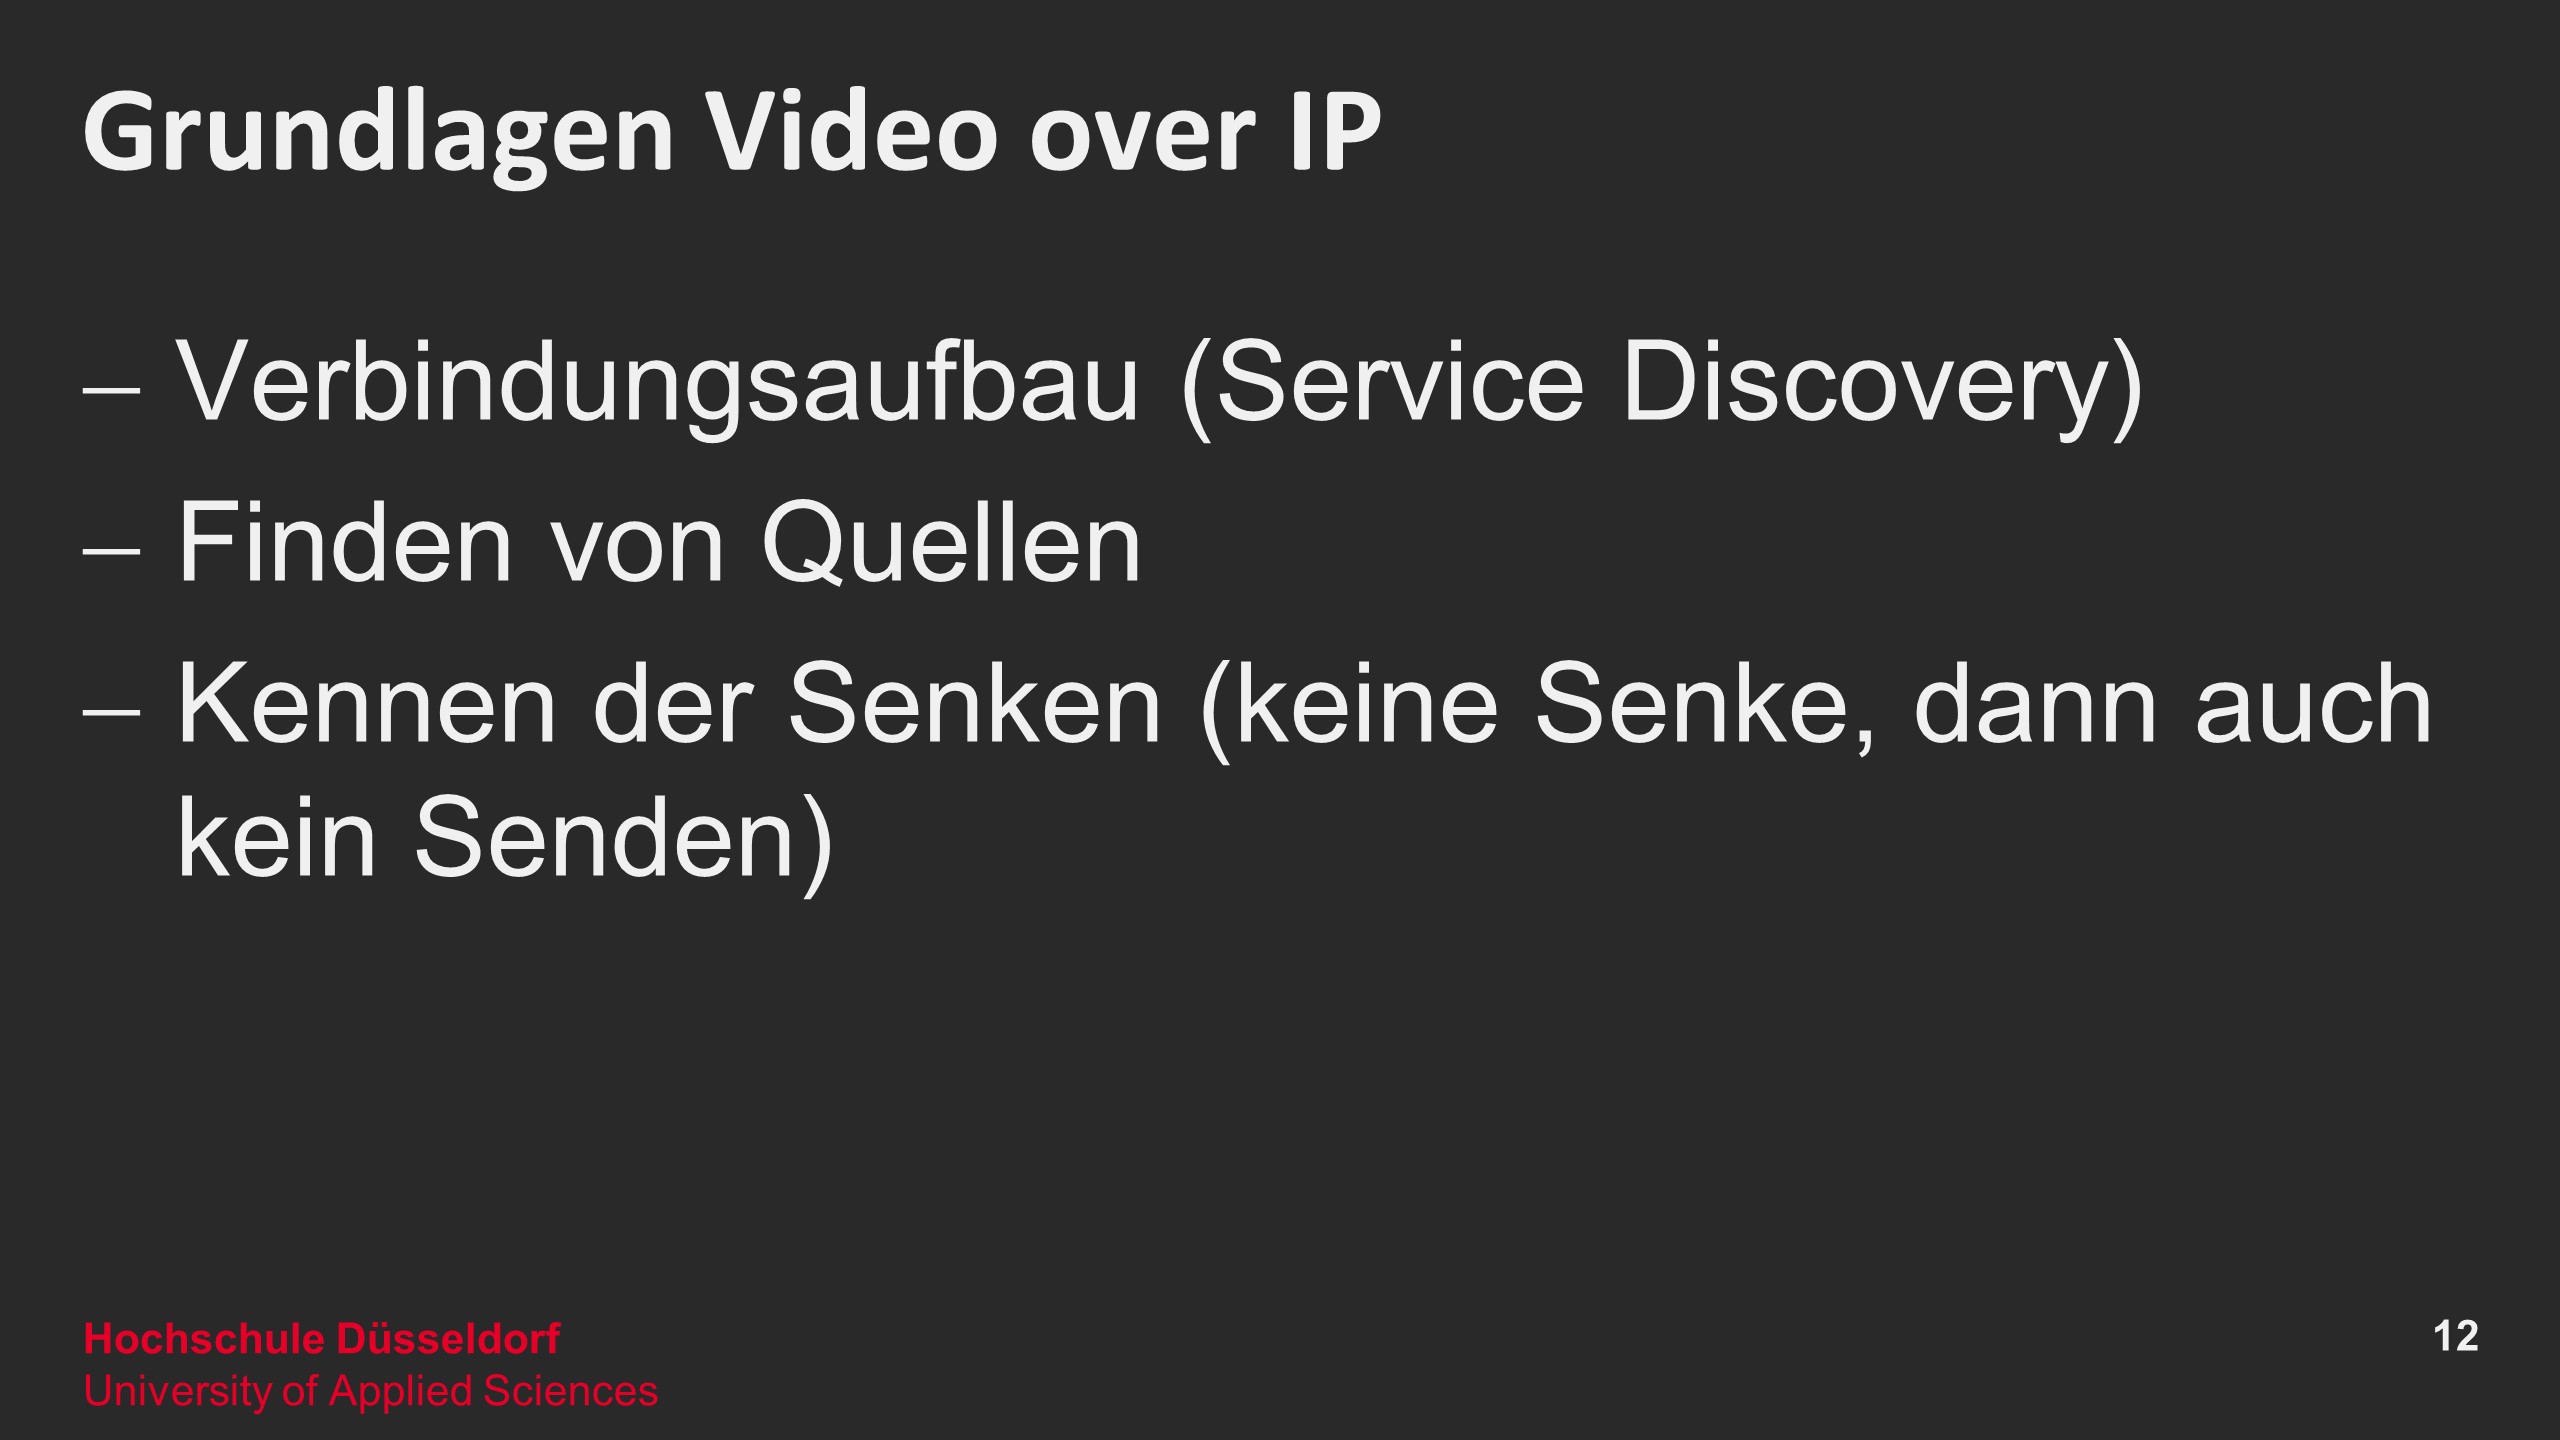 Grundlagen Video over IP
– Verbindungsaufbau (Service Discovery)
– Finden von Quellen
– Kennen der Senken (keine Senke, dann auch
kein Senden)
Hochschule Düsseldorf
University of Applied Sciences
12